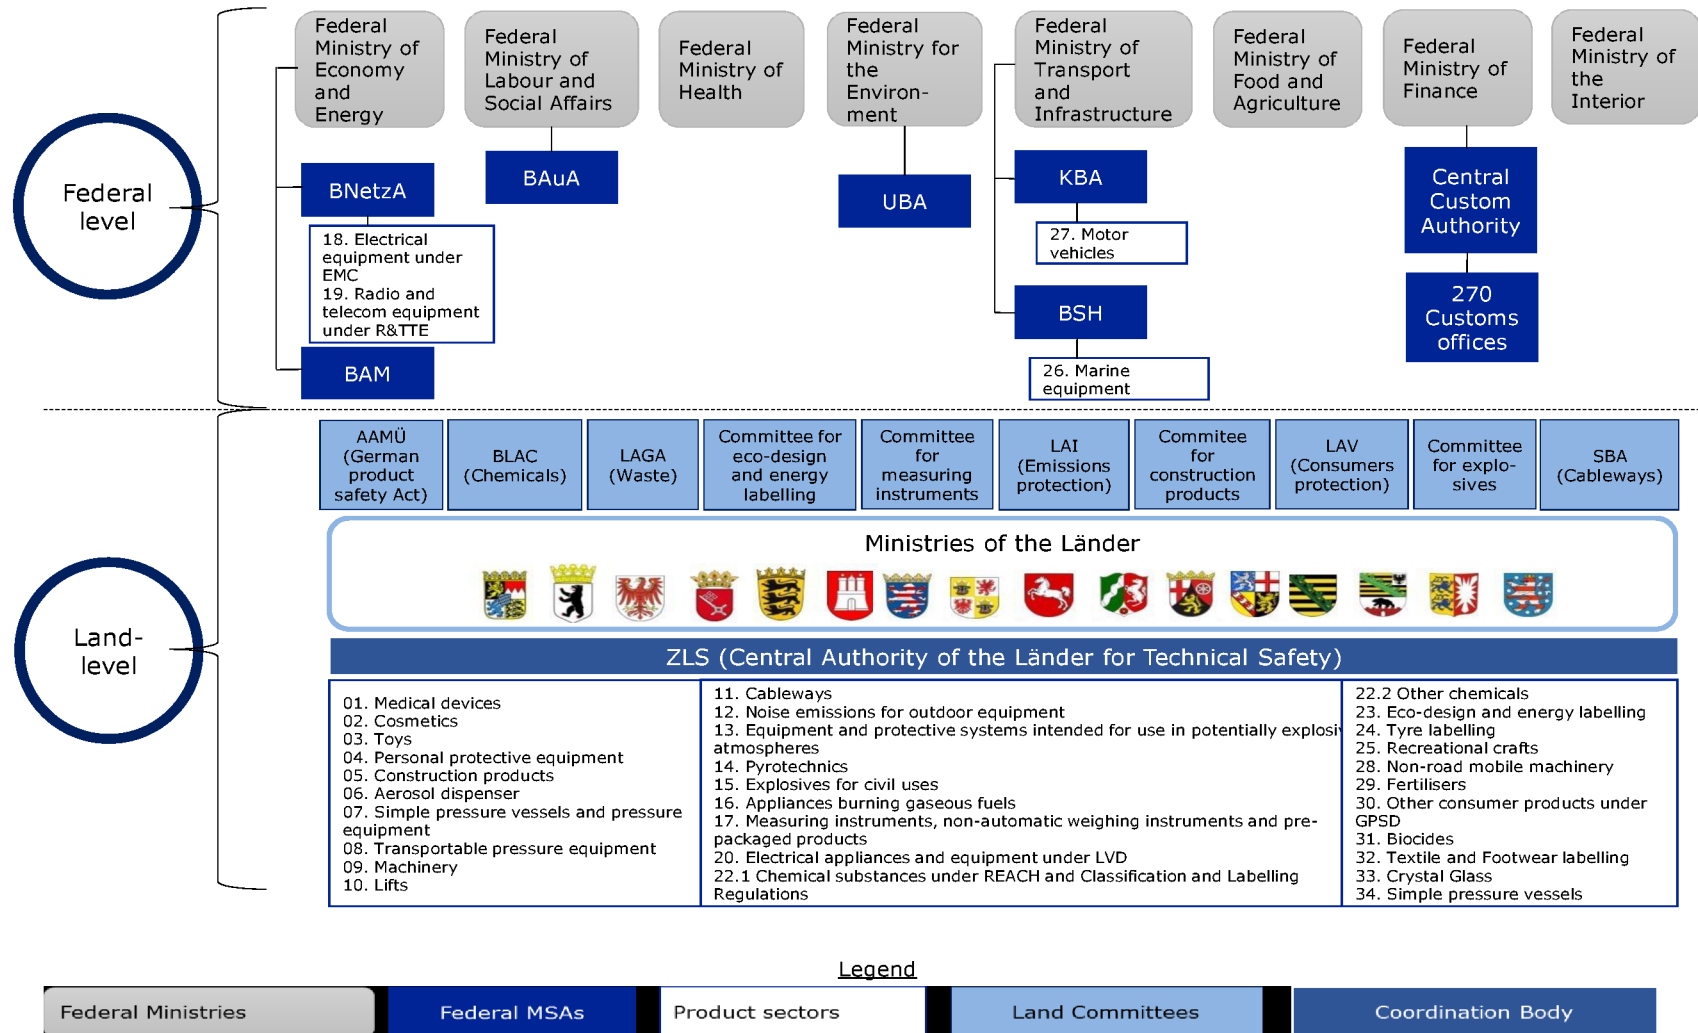 Federal
Ministry of
Economy
and
Energy
Federal
Ministry of
Labour and
Social Affairs
Federal
Ministry of
Health
Federal
Ministry for
the
Environ-
ment
Federal
Ministry of
Transport
and
Infrastructure
Federal
Ministry of
Food and
Agriculture
Federal
Ministry of
Finance
Federal
Ministry of
the
Interior
Federal
level
BNetzA
18. Electrical
equipment under
EMC
19. Radio and
telecom equipment
under R&TTE
BAM
BAuA
UBA
KBA
27. Motor
vehicles
BSH
26. Marine
equipment
Central
Custom
Authority
270
Customs
offices
Land-
level
AAMÜ
(German
product
safety Act)
BLAC
(Chemicals)
LAGA
(Waste)
Committee for
eco-design
and energy
labelling
Committee
for
measuring
instruments
LAI
(Emissions
protection)
Commitee
for
construction
products
LAV
(Consumers
protection)
Committee
for explo-
sives
SBA
(Cableways)
Ministries of the Länder
ZLS (Central Authority of the Länder for Technical Safety)
01. Medical devices
02. Cosmetics
03. Toys
04. Personal protective equipment
05. Construction products
06. Aerosol dispenser
07. Simple pressure vessels and pressure
equipment
08. Transportable pressure equipment
09. Machinery
10. Lifts
11. Cableways
12. Noise emissions for outdoor equipment
13. Equipment and protective systems intended for use in potentially explosiv
atmospheres
14. Pyrotechnics
15. Explosives for civil uses
16. Appliances burning gaseous fuels
17. Measuring instruments, non-automatic weighing instruments and pre-
packaged products
20. Electrical appliances and equipment under LVD
22.1 Chemical substances under REACH and Classification and Labelling
Regulations
22.2 Other chemicals
23. Eco-design and energy labelling
24. Tyre labelling
25. Recreational crafts
28. Non-road mobile machinery
29. Fertilisers
30. Other consumer products under
GPSD
31. Biocides
32. Textile and Footwear labelling
33. Crystal Glass
34. Simple pressure vessels
Legend
Federal Ministries
Federal MSAs
Product sectors
Land Committees
Coordination Body